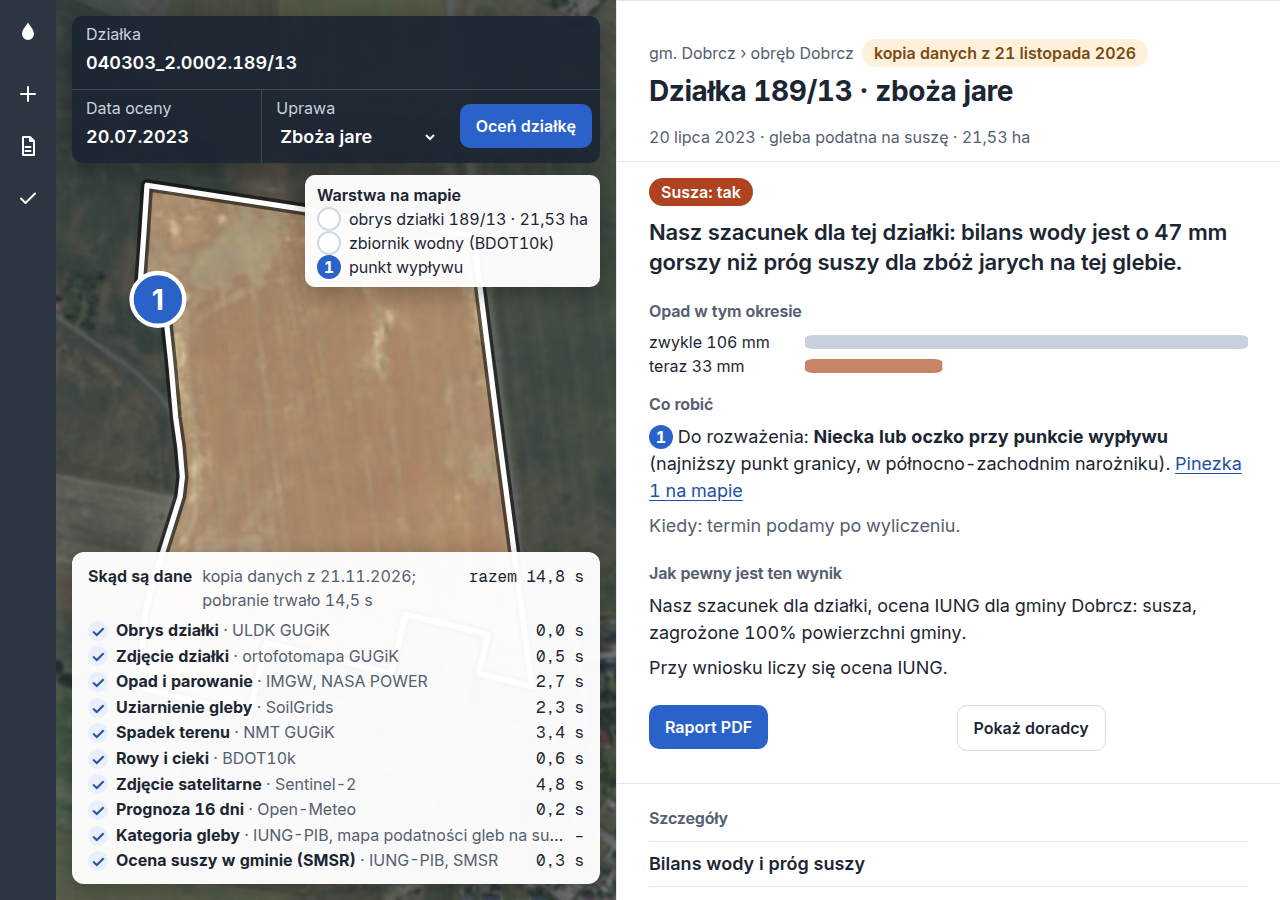 Działka
040303_2.0002.189/13
Data oceny
20.07.2023
Uprawa
Zboża jare
Oceń działkę
Warstwa na mapie
obrys działki 189/13 · 21,53 ha
zbiornik wodny (BDOT10k)
1 punkt wypływu
1
Skąd są dane kopia danych z 21.11.2026; razem 14,8 s
pobranie trwało 14,5 s
Obrys działki · ULDK GUGiK 0,0 s
Zdjęcie działki · ortofotomapa GUGiK 0,5 s
Opad i parowanie · IMGW, NASA POWER 2,7 s
Uziarnienie gleby · SoilGrids 2,3 s
Spadek terenu · NMT GUGiK 3,4 s
Rowy i cieki · BDOT10k 0,6 s
Zdjęcie satelitarne · Sentinel-2 4,8 s
Prognoza 16 dni · Open-Meteo 0,2 s
Kategoria gleby · IUNG-PIB, mapa podatności gleb na su… –
Ocena suszy w gminie (SMSR) · IUNG-PIB, SMSR 0,3 s
gm. Dobrcz › obręb Dobrcz kopia danych z 21 listopada 2026
Działka 189/13 · zboża jare
20 lipca 2023 · gleba podatna na suszę · 21,53 ha
Susza: tak
Nasz szacunek dla tej działki: bilans wody jest o 47 mm
gorszy niż próg suszy dla zbóż jarych na tej glebie.
Opad w tym okresie
zwykle 106 mm
teraz 33 mm
Co robić
1 Do rozważenia: Niecka lub oczko przy punkcie wypływu
(najniższy punkt granicy, w północno-zachodnim narożniku). Pinezka
1 na mapie
Kiedy: termin podamy po wyliczeniu.
Jak pewny jest ten wynik
Nasz szacunek dla działki, ocena IUNG dla gminy Dobrcz: susza,
zagrożone 100% powierzchni gminy.
Przy wniosku liczy się ocena IUNG.
Raport PDF
Pokaż doradcy
Szczegóły
Bilans wody i próg suszy